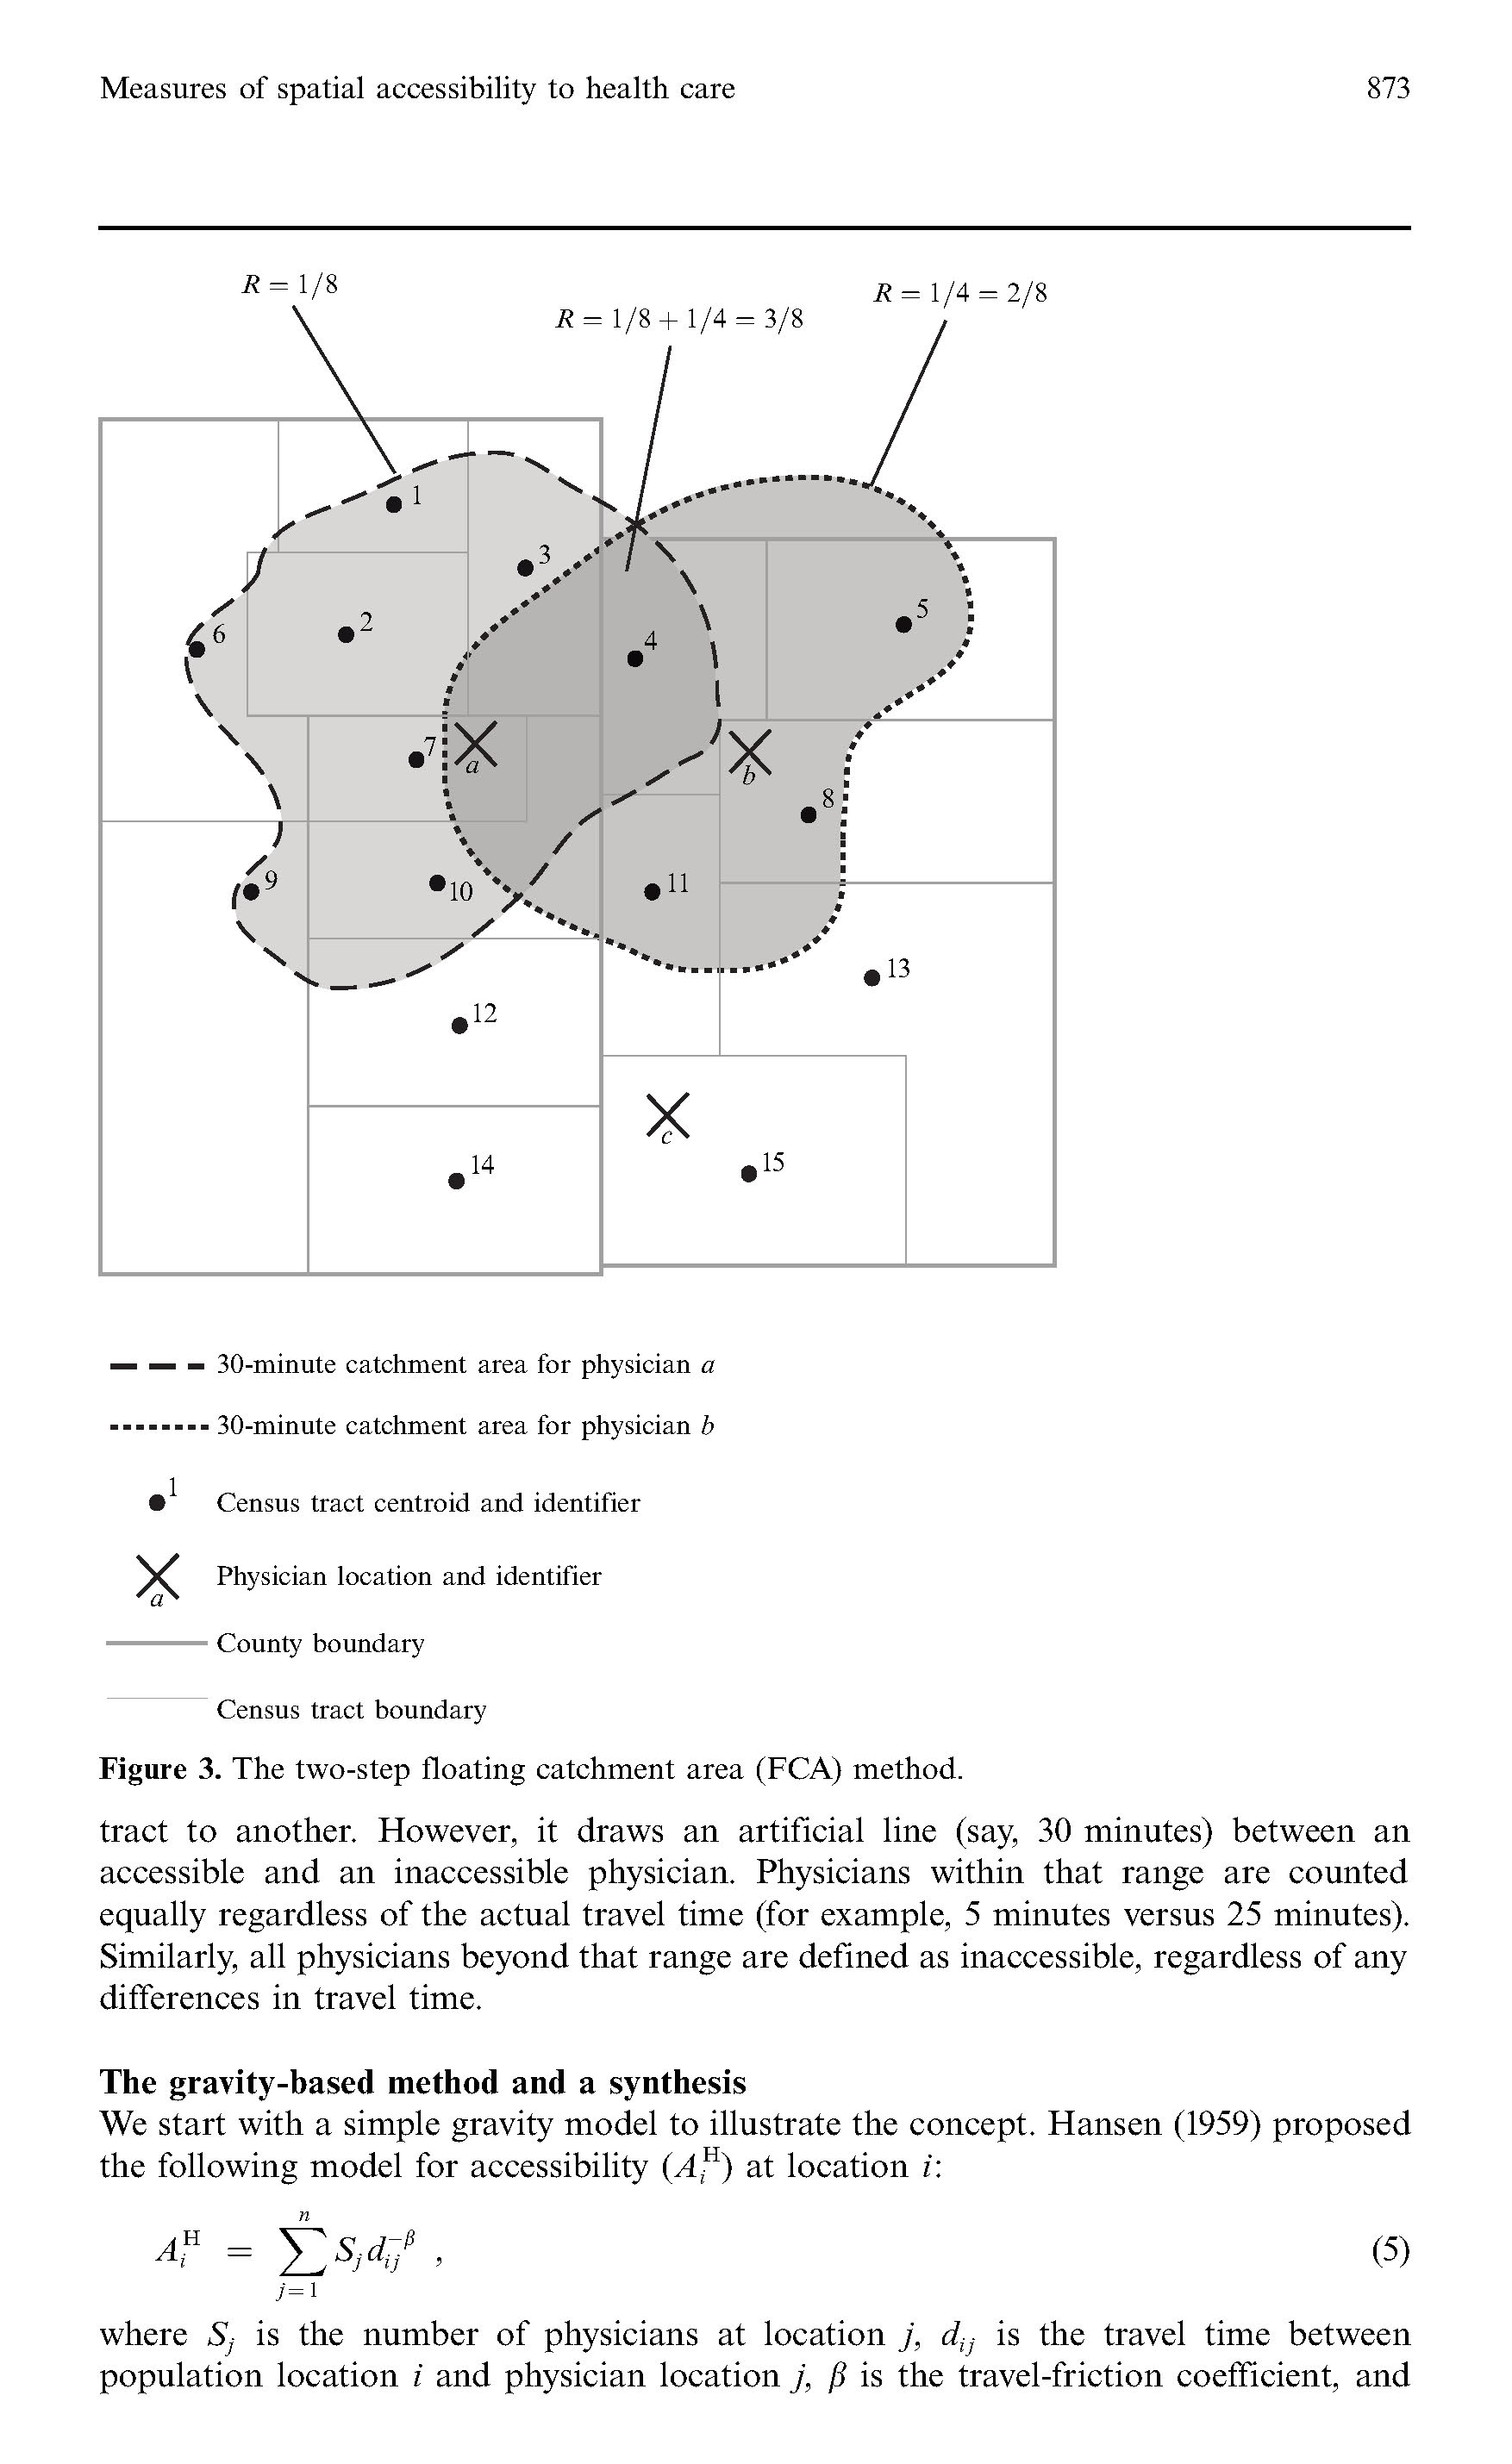 Measures of spatial accessibility to health care 873
R = 1/8
R = 1/4 = 2/8
R = 1/8 + 1/4 = 3/8
1
3
5
2
6
4
7
a
b
8
9
10
11
13
12
c
14
15
30-minute catchment area for physician a
30-minute catchment area for physician b
1
Census tract centroid and identifier
Physician location and identifier
a
County boundary
Census tract boundary
Figure 3. The two-step floating catchment area (FCA) method.
tract to another. However, it draws an artificial line (say, 30 minutes) between an
accessible and an inaccessible physician. Physicians within that range are counted
equally regardless of the actual travel time (for example, 5 minutes versus 25 minutes).
Similarly, all physicians beyond that range are defined as inaccessible, regardless of any
differences in travel time.
The gravity-based method and a synthesis
We start with a simple gravity model to illustrate the concept. Hansen (1959) proposed
the following model for accessibility (A_i^H) at location i:
A_i^H = ∑_{j=1}^{n} S_j d_{ij}^{−β} , (5)
where S_j is the number of physicians at location j, d_{ij} is the travel time between
population location i and physician location j, β is the travel-friction coefficient, and